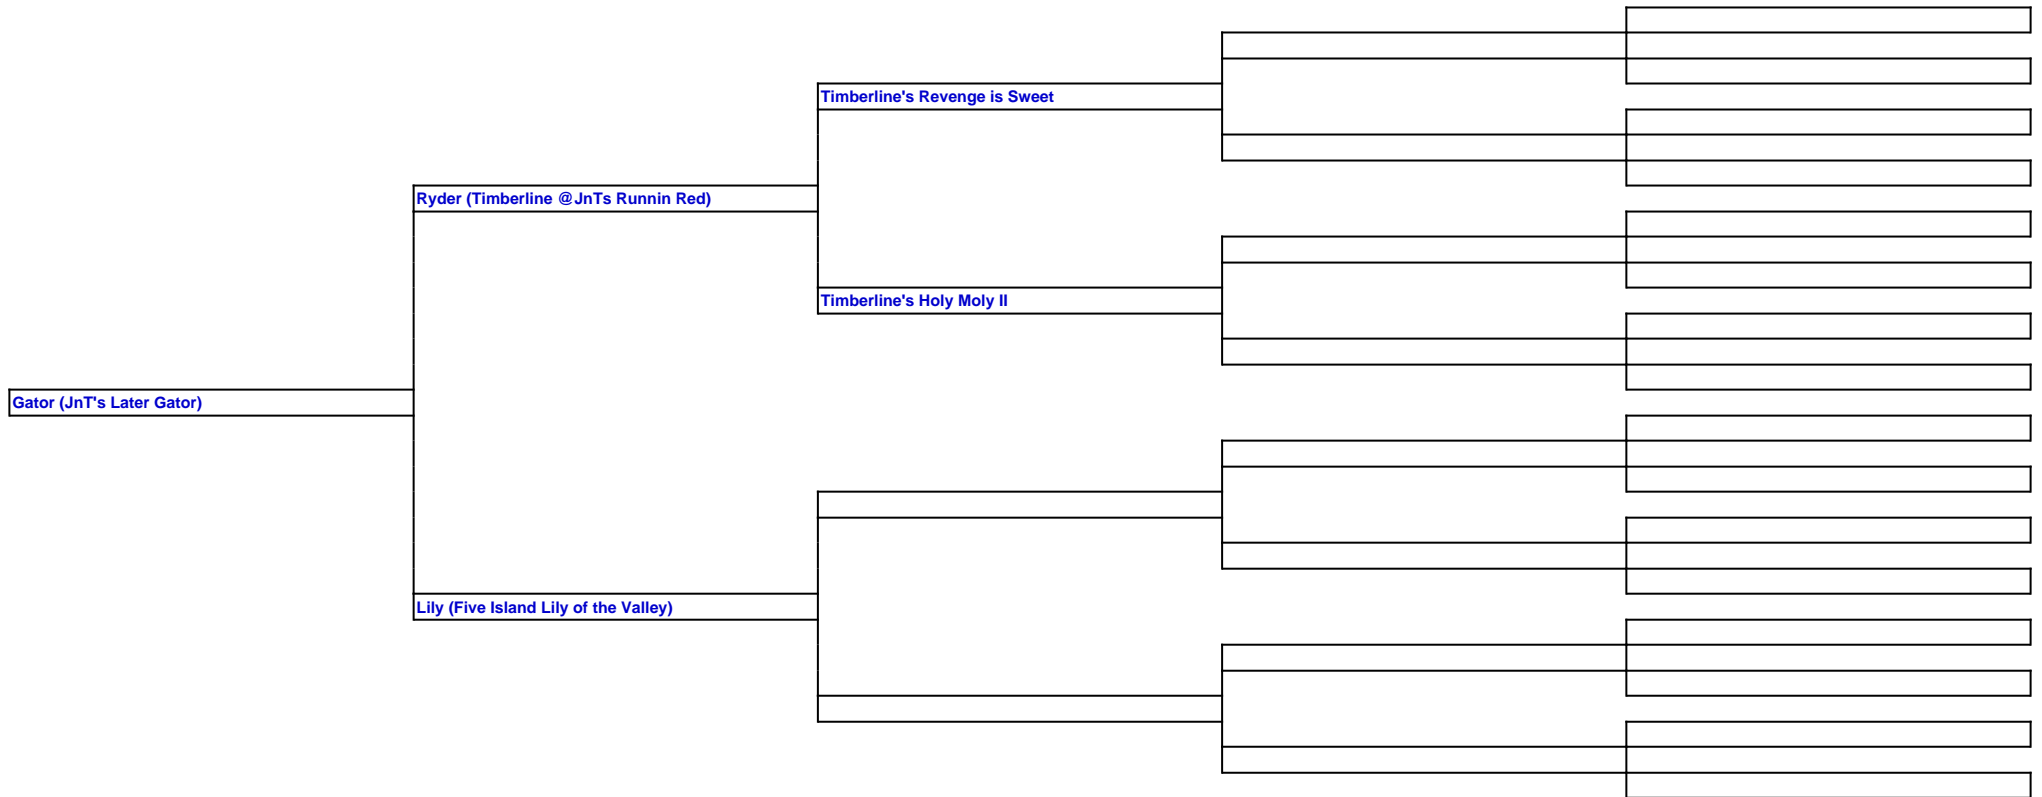 Timberline's Revenge is Sweet
Ryder (Timberline @JnTs Runnin Red)
Timberline's Holy Moly II
Gator (JnT's Later Gator)
Lily (Five Island Lily of the Valley)